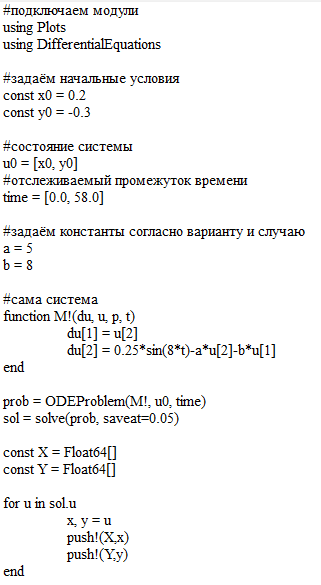 #подключаем модули
using Plots
using DifferentialEquations

#задаём начальные условия
const x0 = 0.2
const y0 = -0.3

#состояние системы
u0 = [x0, y0]
#отслеживаемый промежуток времени
time = [0.0, 58.0]

#задаём константы согласно варианту и случаю
a = 5
b = 8

#сама система
function M!(du, u, p, t)
	du[1] = u[2]
	du[2] = 0.25*sin(8*t)-a*u[2]-b*u[1]
end

prob = ODEProblem(M!, u0, time)
sol = solve(prob, saveat=0.05)

const X = Float64[]
const Y = Float64[]

for u in sol.u
	x, y = u
	push!(X,x)
	push!(Y,y)
end